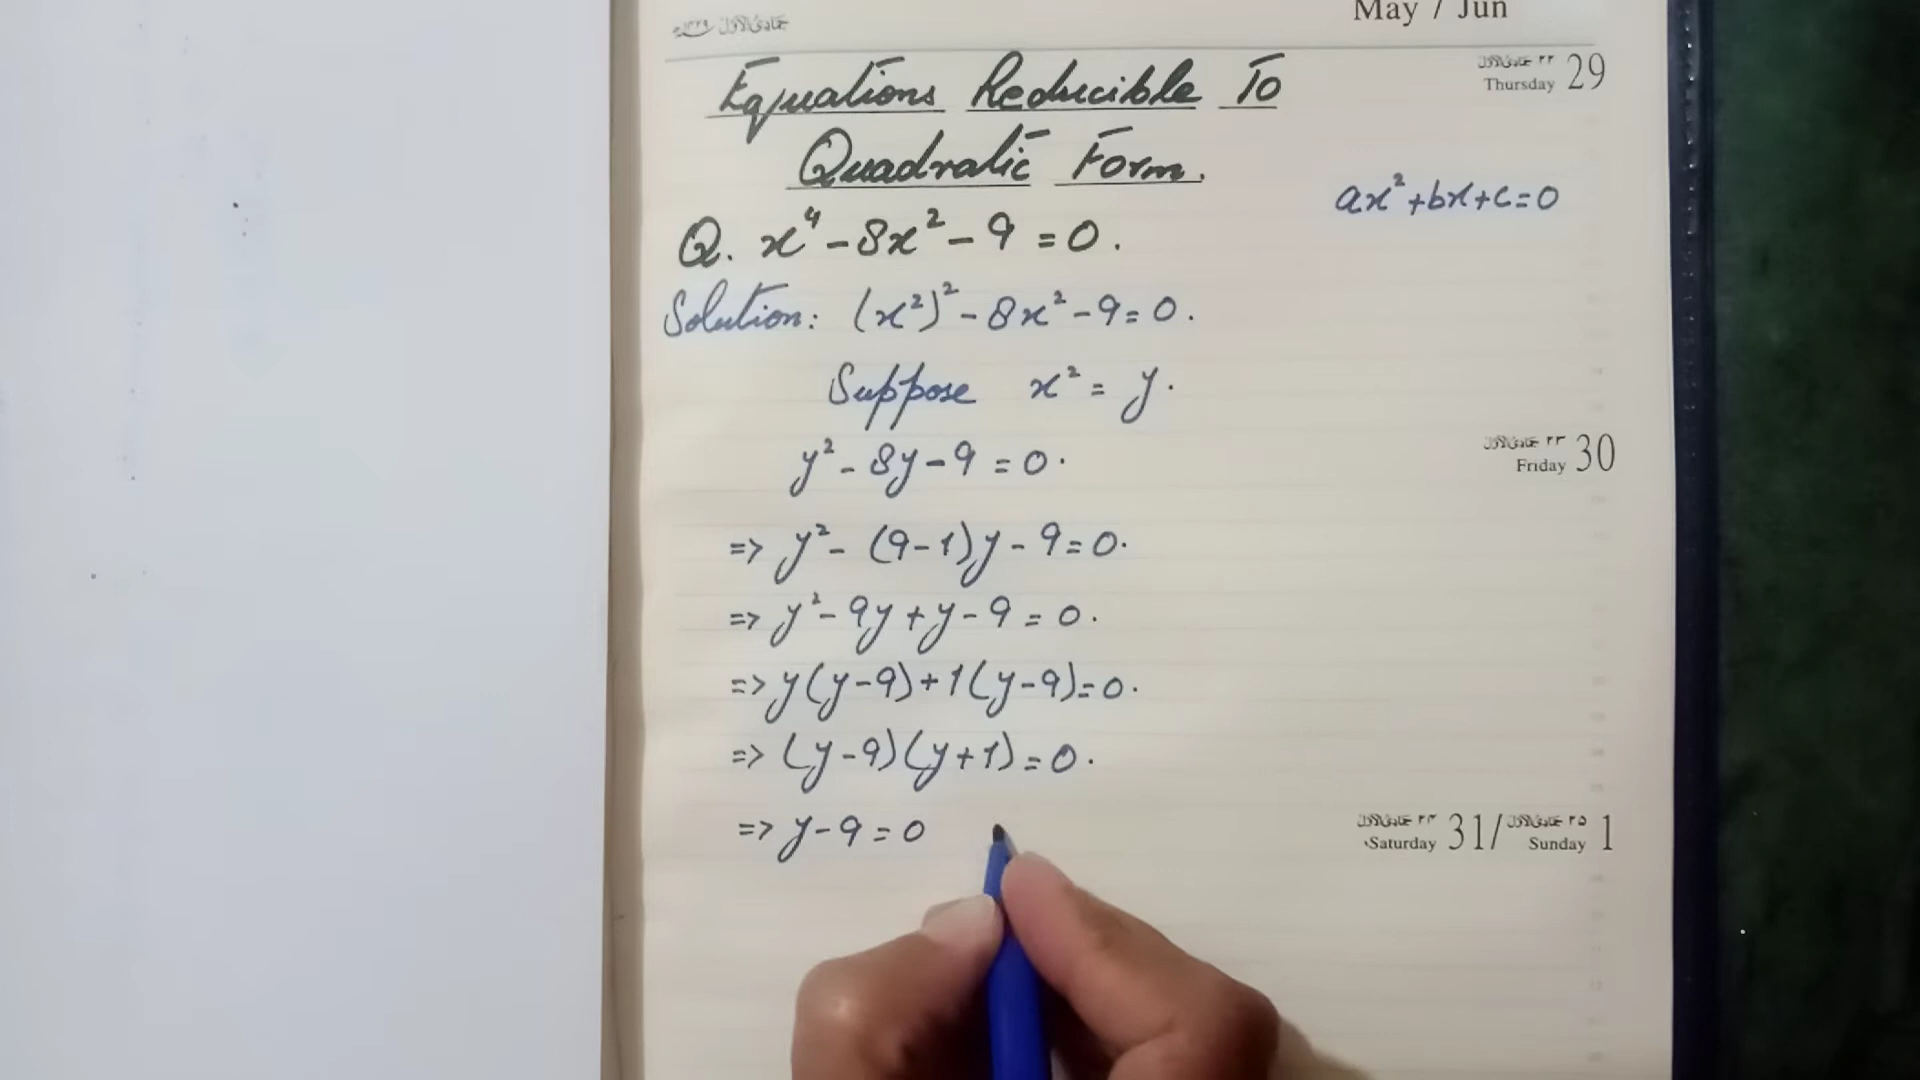 May / Jun
Thursday 29
Equations Reducible To
Quadratic Form.
ax²+bx+c=0
Q. x⁴-8x²-9=0.
Solution: (x²)²-8x²-9=0.
Suppose x²=y.
y²-8y-9=0.
Friday 30
=> y²-(9-1)y-9=0.
=> y²-9y+y-9=0.
=> y(y-9)+1(y-9)=0.
=> (y-9)(y+1)=0.
=> y-9=0
Saturday 31/ Sunday 1